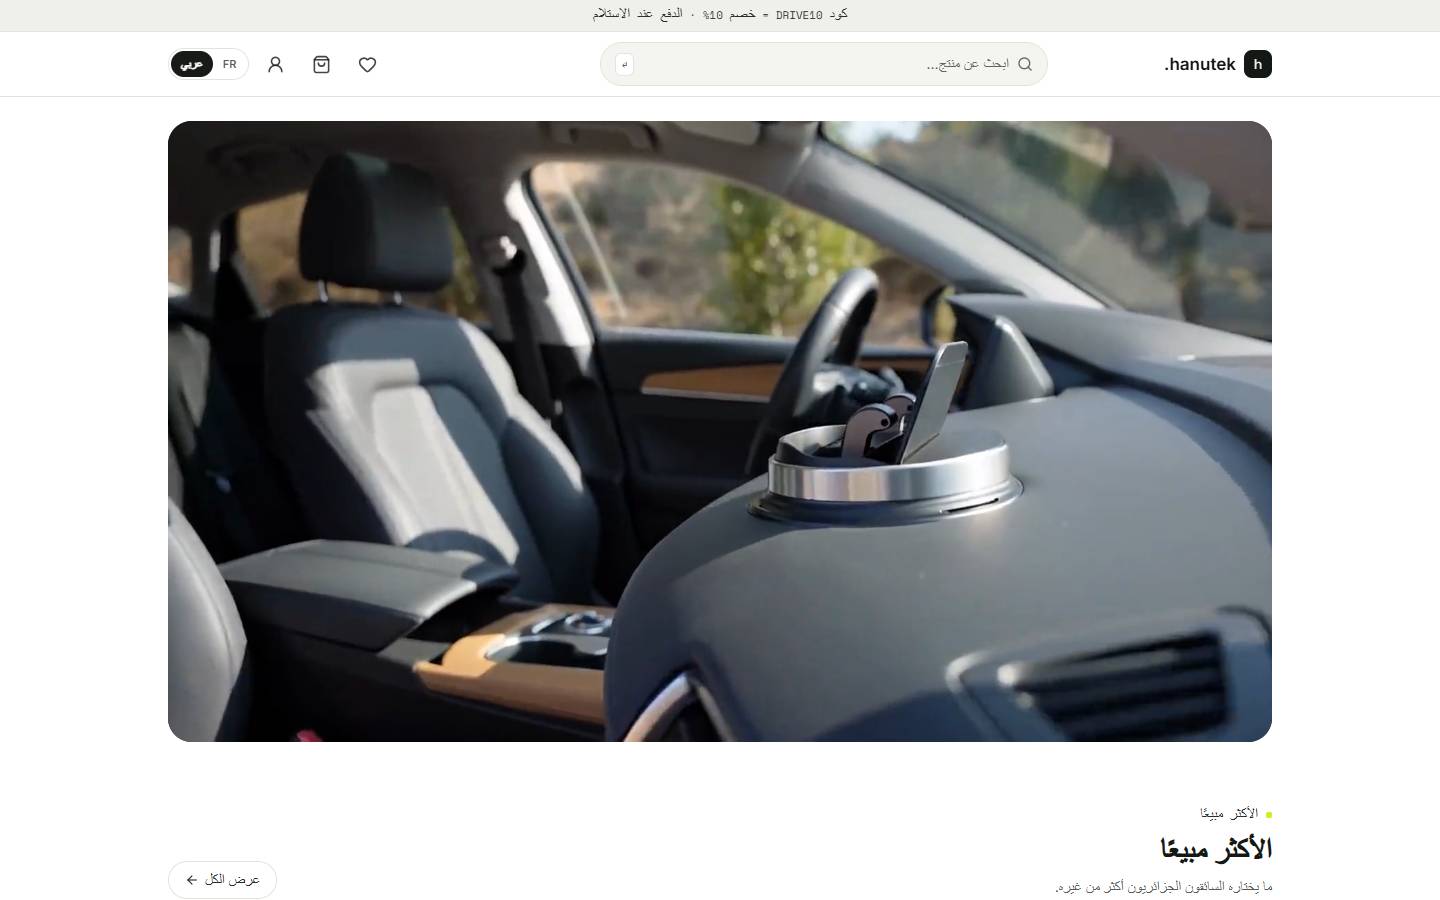 كود DRIVE10 = خصم 10% · الدفع عند الاستلام
h hanutek.
ابحث عن منتج...
FR
عربي
الأكثر مبيعًا
الأكثر مبيعًا
ما يختاره السائقون الجزائريون أكثر من غيره.
عرض الكل ←